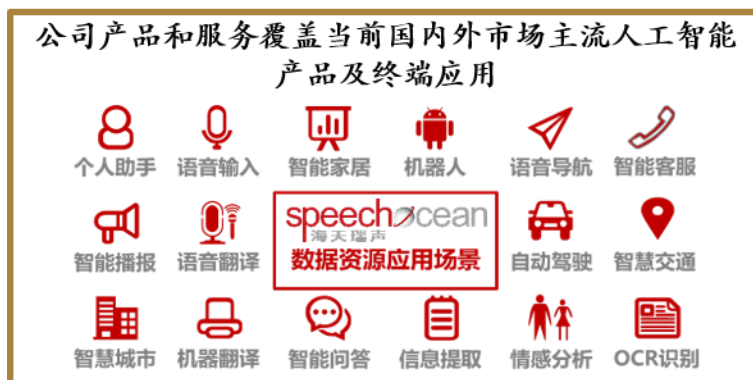 公司产品和服务覆盖当前国内外市场主流人工智能
产品及终端应用
个人助手 语音输入 智能家居 机器人 语音导航 智能客服
speechocean
海天瑞声
数据资源应用场景
智能播报 语音翻译 自动驾驶 智慧交通
智慧城市 机器翻译 智能问答 信息提取 情感分析 OCR识别